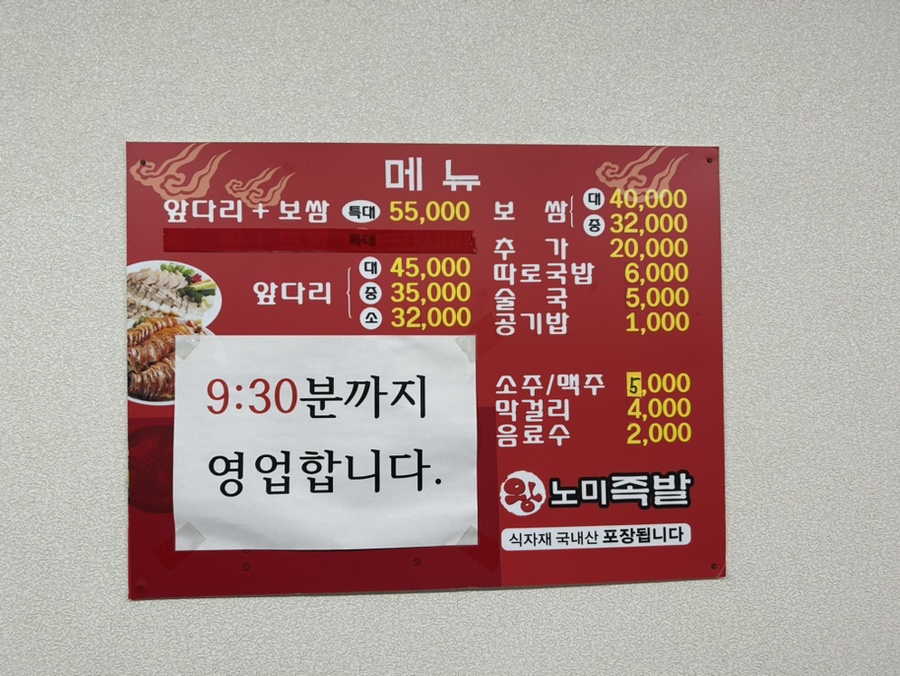 메뉴
앞다리 + 보쌈 특대 55,000
특대
앞다리
대 45,000
중 35,000
소 32,000
9:30분까지
영업합니다.
소 소
보 쌈
대 40,000
중 32,000
추 가 20,000
따로국밥 6,000
술 국 5,000
공기밥 1,000
소주/맥주 5,000
막걸리 4,000
음료수 2,000
왕노미족발
식자재 국내산 포장됩니다